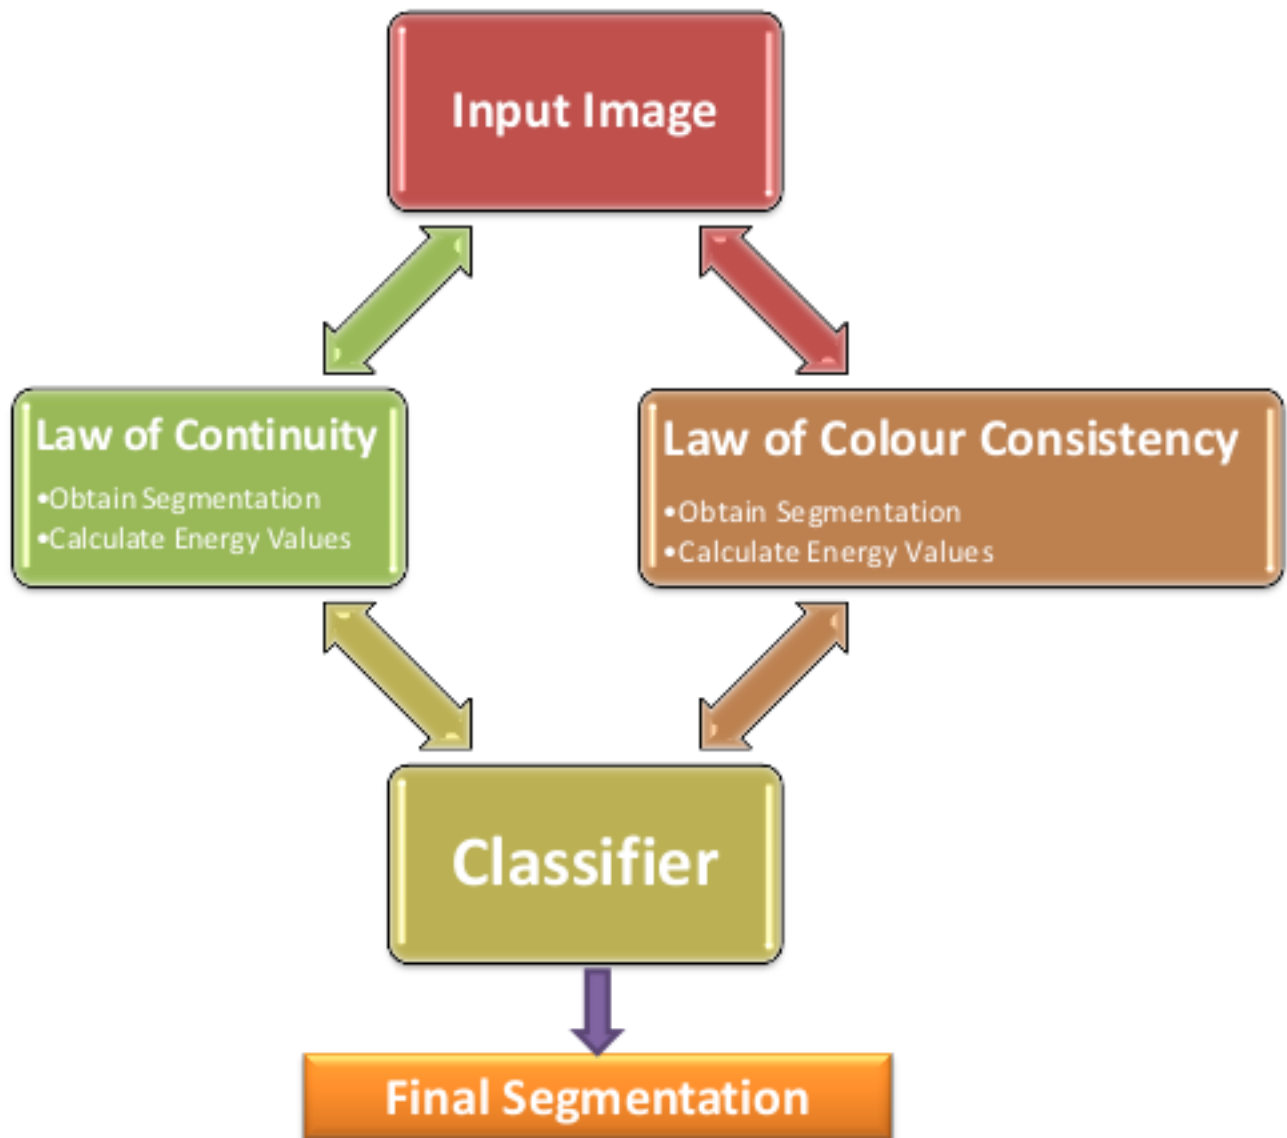 Input Image
Law of Continuity
•Obtain Segmentation
•Calculate Energy Values
Law of Colour Consistency
•Obtain Segmentation
•Calculate Energy Values
Classifier
Final Segmentation